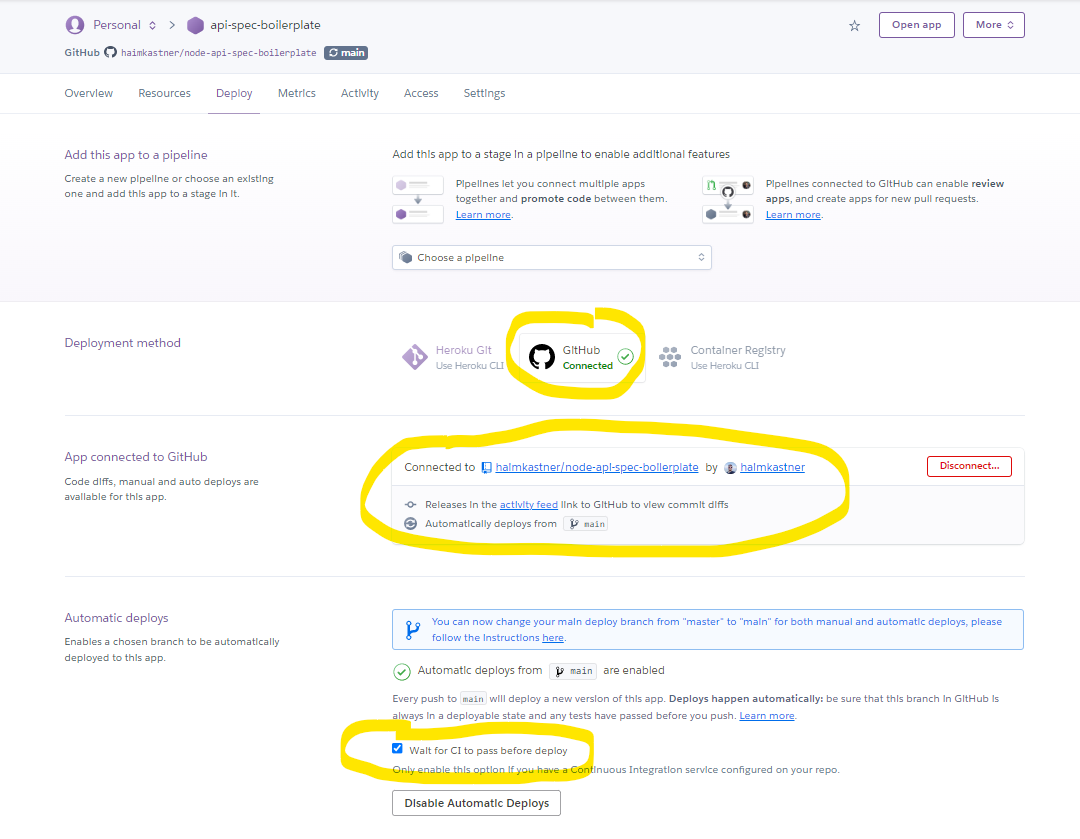 Personal > api-spec-boilerplate
Open app
More
GitHub haimkastner/node-api-spec-boilerplate main
Overview
Resources
Deploy
Metrics
Activity
Access
Settings
Add this app to a pipeline
Create a new pipeline or choose an existing
one and add this app to a stage in it.
Add this app to a stage in a pipeline to enable additional features
Pipelines let you connect multiple apps
together and promote code between them.
Learn more.
Pipelines connected to GitHub can enable review
apps, and create apps for new pull requests.
Learn more.
Choose a pipeline
Deployment method
Heroku Git
Use Heroku CLI
GitHub
Connected
Container Registry
Use Heroku CLI
App connected to GitHub
Code diffs, manual and auto deploys are
available for this app.
Connected to haimkastner/node-api-spec-boilerplate by haimkastner
Disconnect...
Releases in the activity feed link to GitHub to view commit diffs
Automatically deploys from main
Automatic deploys
Enables a chosen branch to be automatically
deployed to this app.
You can now change your main deploy branch from "master" to "main" for both manual and automatic deploys, please
follow the instructions here.
Automatic deploys from main are enabled
Every push to main will deploy a new version of this app. Deploys happen automatically: be sure that this branch in GitHub is
always in a deployable state and any tests have passed before you push. Learn more.
Wait for CI to pass before deploy
Only enable this option if you have a Continuous Integration service configured on your repo.
Disable Automatic Deploys